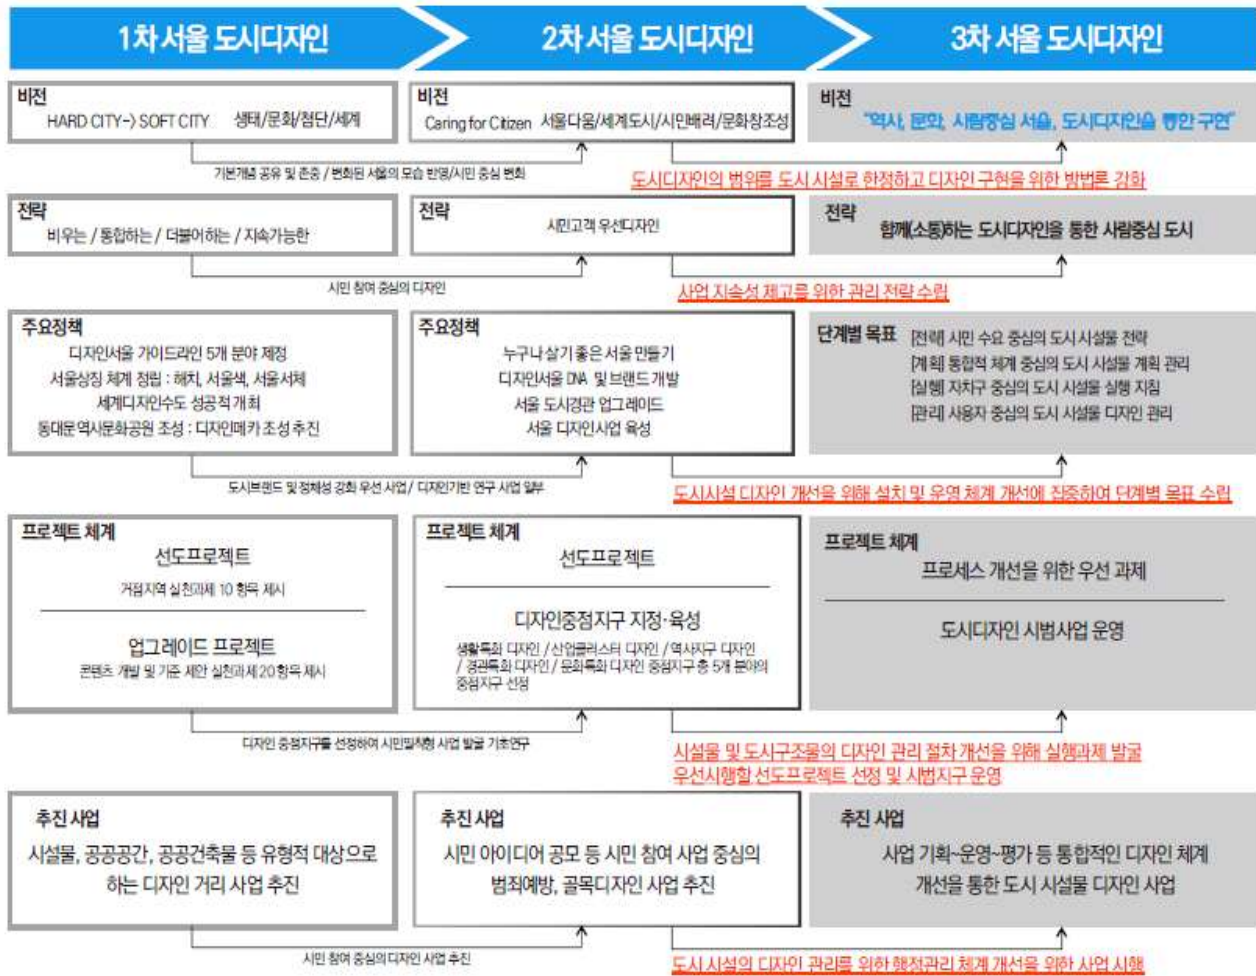 1차 서울 도시디자인
2차 서울 도시디자인
3차 서울 도시디자인
비전
HARD CITY-> SOFT CITY 생태/문화/첨단/세계
비전
Caring for Citizen 서울다움/세계도시/시민배려/문화창조성
비전
"역사, 문화, 사람중심 서울, 도시디자인을 통한 구현"
기본개념 공유 및 존중 / 변화된 서울의 모습 반영/시민 중심 변화
도시디자인의 범위를 도시 시설로 한정하고 디자인 구현을 위한 방법론 강화
전략
비우는 / 통합하는 / 더불어하는 / 지속가능한
전략
시민고객 우선디자인
전략
함께(소통)하는 도시디자인을 통한 사람중심 도시
시민 참여 중심의 디자인
사업 지속성 제고를 위한 관리 전략 수립
주요정책
디자인서울 가이드라인 5개 분야 제정
서울상징 체계 정립 : 해치, 서울색, 서울서체
세계디자인수도 성공적 개최
동대문역사문화공원 조성 : 디자인메카 조성 추진
주요정책
누구나 살기 좋은 서울 만들기
디자인서울 DNA 및 브랜드 개발
서울 도시경관 업그레이드
서울 디자인사업 육성
단계별 목표
[전략] 시민 수요 중심의 도시 시설물 전략
[계획] 통합적 체계 중심의 도시 시설물 계획 관리
[실행] 자치구 중심의 도시 시설물 실행 지침
[관리] 사용자 중심의 도시 시설물 디자인 관리
도시브랜드 및 정체성 강화 우선 사업/ 디자인기반 연구 사업 일부
도시시설 디자인 개선을 위해 설치 및 운영 체계 개선에 집중하여 단계별 목표 수립
프로젝트 체계
선도프로젝트
거점지역 실천과제 10 항목 제시
업그레이드 프로젝트
콘텐츠 개발 및 기준 제안 실천과제 20항목 제시
프로젝트 체계
선도프로젝트
디자인중점지구 지정·육성
생활특화 디자인 / 산업클러스터 디자인 / 역사지구 디자인
/ 경관특화 디자인 / 문화특화 디자인 중점지구 총 5개 분야의
중점지구 선정
프로젝트 체계
프로세스 개선을 위한 우선 과제
도시디자인 시범사업 운영
디자인 중점지구를 선정하여 시민밀착형 사업 발굴 기초연구
시설물 및 도시구조물의 디자인 관리 절차 개선을 위해 실행과제 발굴
우선시행할 선도프로젝트 선정 및 시범지구 운영
추진 사업
시설물, 공공공간, 공공건축물 등 유형적 대상으로
하는 디자인 거리 사업 추진
추진 사업
시민 아이디어 공모 등 시민 참여 사업 중심의
범죄예방, 골목디자인 사업 추진
추진 사업
사업 기획~운영~평가 등 통합적인 디자인 체계
개선을 통한 도시 시설물 디자인 사업
시민 참여 중심의 디자인 사업 추진
도시 시설의 디자인 관리를 위한 행정관리 체계 개선을 위한 사업 시행